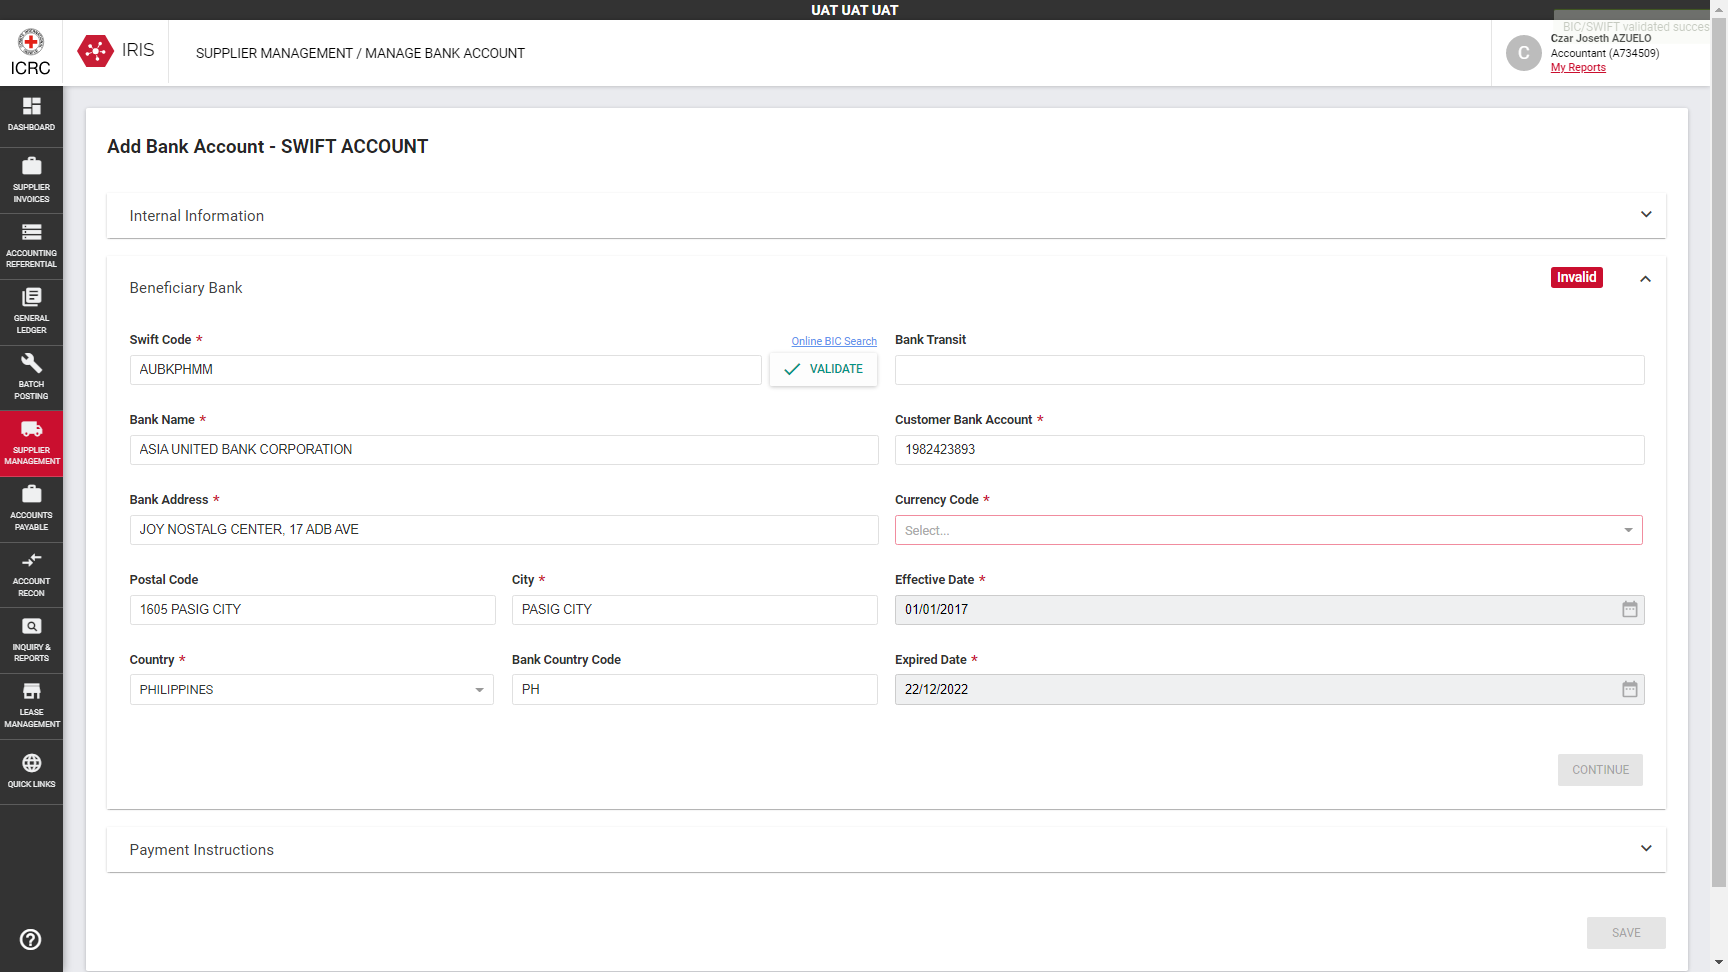 UAT UAT UAT
BIC/SWIFT validated succes
ICRC
IRIS
SUPPLIER MANAGEMENT / MANAGE BANK ACCOUNT
C
Czar Joseth AZUELO
Accountant (A734509)
My Reports
DASHBOARD
SUPPLIER
INVOICES
ACCOUNTING
REFERENTIAL
GENERAL
LEDGER
BATCH
POSTING
SUPPLIER
MANAGEMENT
ACCOUNTS
PAYABLE
ACCOUNT
RECON
INQUIRY &
REPORTS
LEASE
MANAGEMENT
QUICK LINKS
Add Bank Account - SWIFT ACCOUNT
Internal Information
Beneficiary Bank
Invalid
Swift Code *
Online BIC Search
AUBKPHMM
VALIDATE
Bank Transit
Bank Name *
ASIA UNITED BANK CORPORATION
Customer Bank Account *
1982423893
Bank Address *
JOY NOSTALG CENTER, 17 ADB AVE
Currency Code *
Select...
Postal Code
1605 PASIG CITY
City *
PASIG CITY
Effective Date *
01/01/2017
Country *
PHILIPPINES
Bank Country Code
PH
Expired Date *
22/12/2022
CONTINUE
Payment Instructions
SAVE